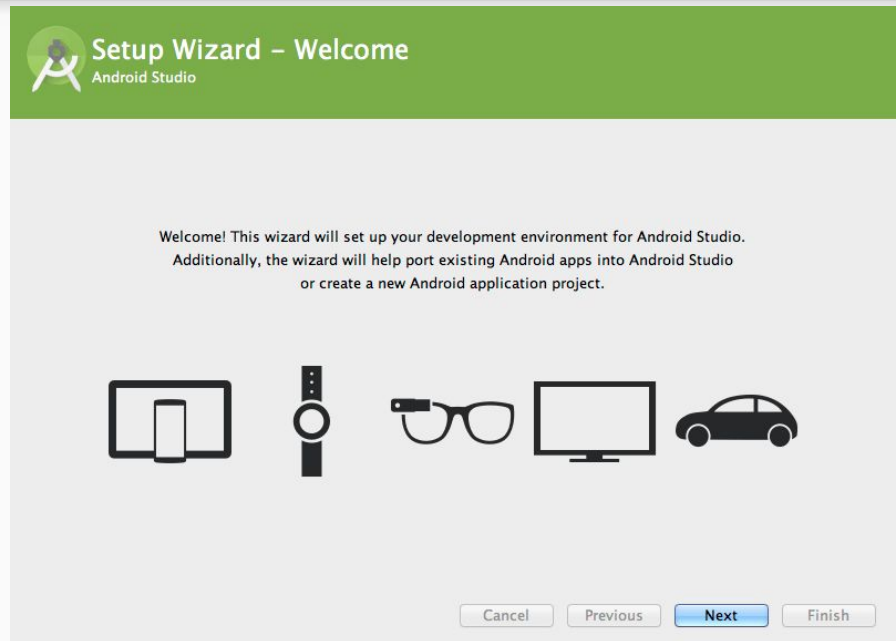 Setup Wizard – Welcome
Android Studio
Welcome! This wizard will set up your development environment for Android Studio.
Additionally, the wizard will help port existing Android apps into Android Studio
or create a new Android application project.
Cancel Previous Next Finish